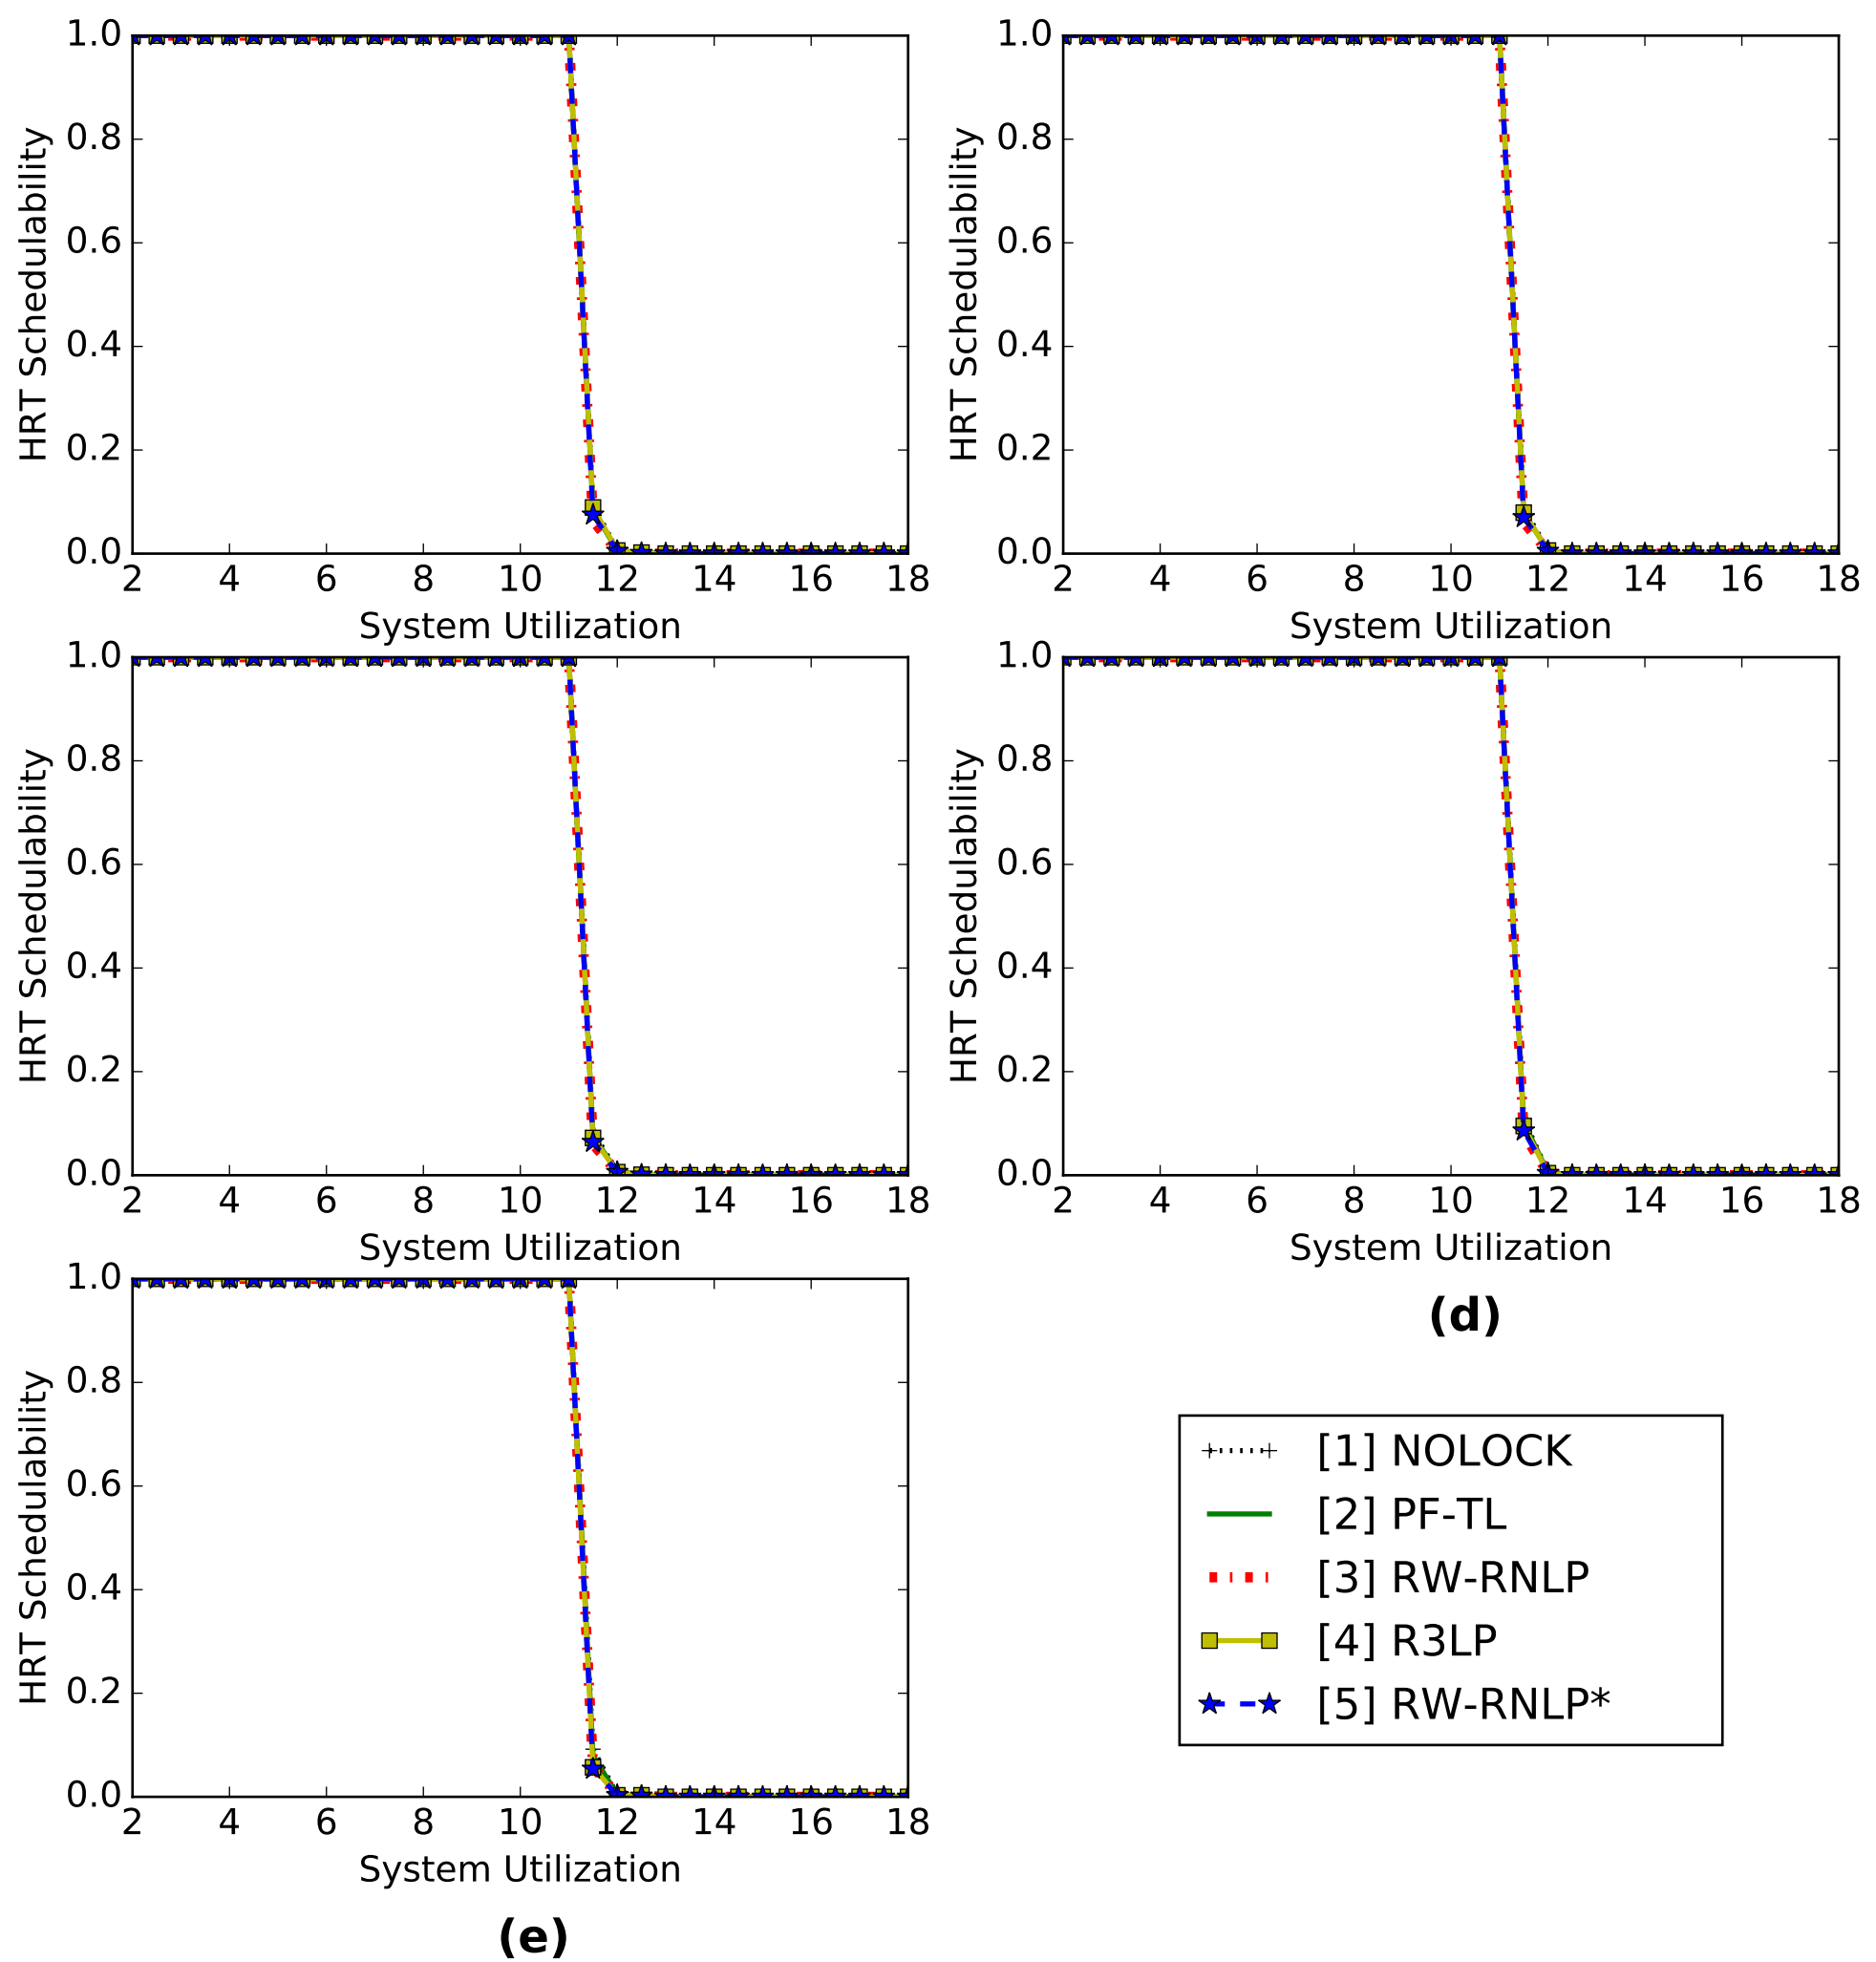 1.0
0.8
0.6
0.4
0.2
0.0
HRT Schedulability
2 4 6 8 10 12 14 16 18
System Utilization
1.0
0.8
0.6
0.4
0.2
0.0
HRT Schedulability
2 4 6 8 10 12 14 16 18
System Utilization
1.0
0.8
0.6
0.4
0.2
0.0
HRT Schedulability
2 4 6 8 10 12 14 16 18
System Utilization
1.0
0.8
0.6
0.4
0.2
0.0
HRT Schedulability
2 4 6 8 10 12 14 16 18
System Utilization
(d)
1.0
0.8
0.6
0.4
0.2
0.0
HRT Schedulability
2 4 6 8 10 12 14 16 18
System Utilization
(e)
[1] NOLOCK
[2] PF-TL
[3] RW-RNLP
[4] R3LP
[5] RW-RNLP*